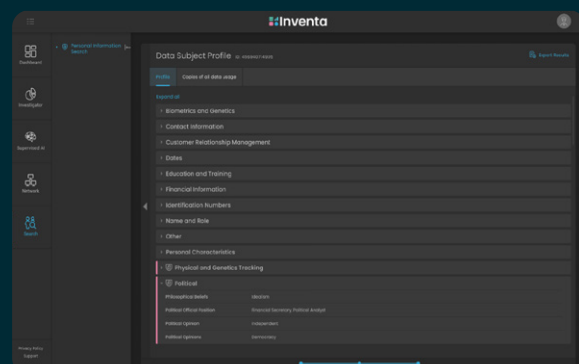 Inventa
Dashboard
Investigator
Supervised AI
Network
Search
Privacy Policy
Support
Personal Information
Search
Data Subject Profile
Export Results
Profile
Copies of all data usage
Expand all
Biometrics and Genetics
Contact Information
Customer Relationship Management
Dates
Education and Training
Financial Information
Identification Numbers
Name and Role
Other
Personal Characteristics
Physical and Genetics Tracking
Political
Philosophical Beliefs Idealism
Political Official Position Financial Secretary Political Analyst
Political Opinion Independent
Political Opinions Democracy